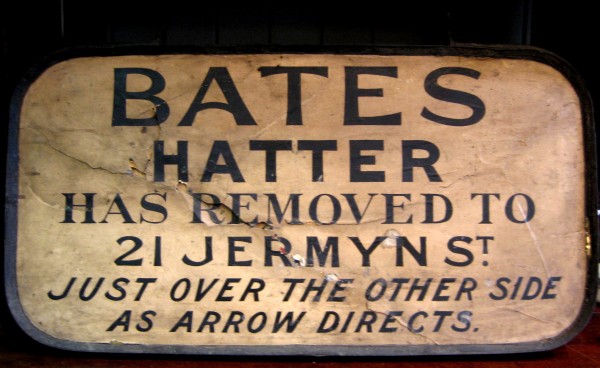 BATES
HATTER
HAS REMOVED TO
21 JERMYN ST.
JUST OVER THE OTHER SIDE
AS ARROW DIRECTS.